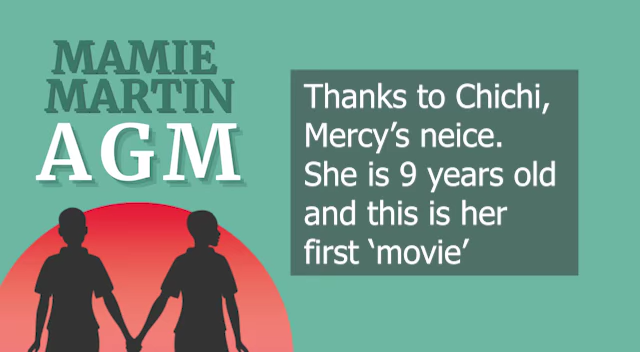 MAMIE
MARTIN
AGM
Thanks to Chichi,
Mercy’s neice.
She is 9 years old
and this is her
first ‘movie’